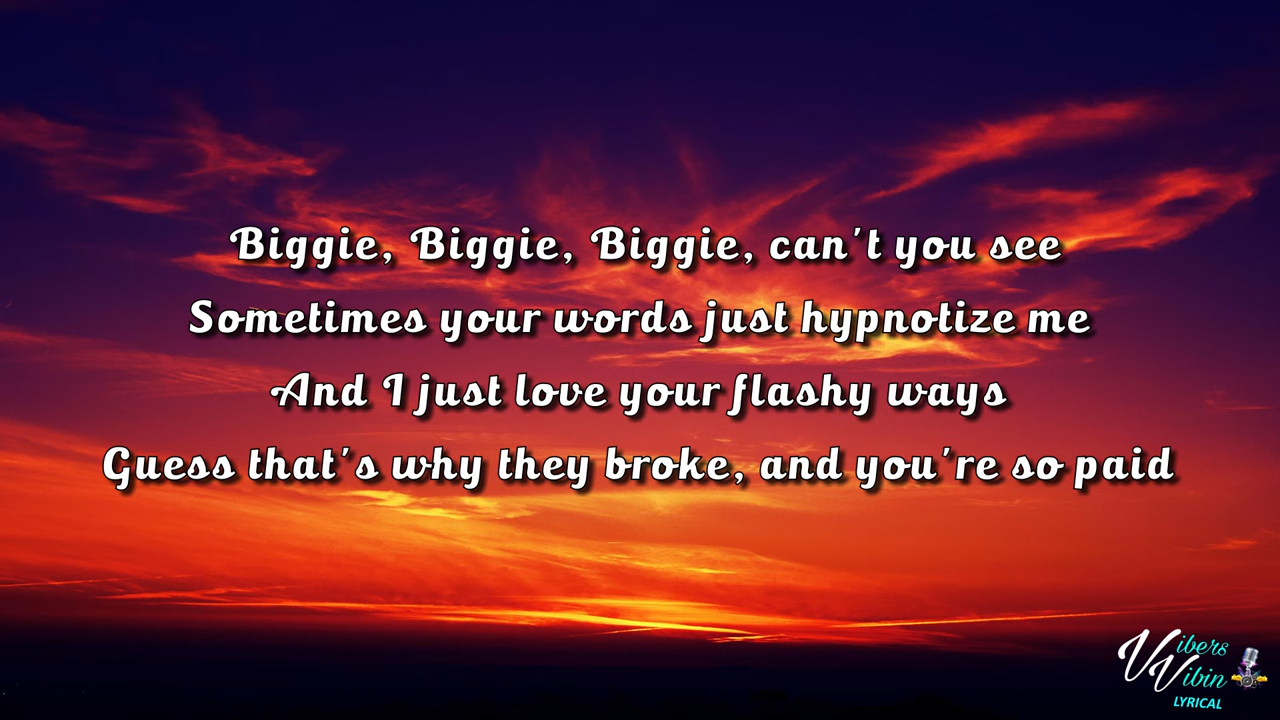 Biggie, Biggie, Biggie, can't you see
Sometimes your words just hypnotize me
And I just love your flashy ways
Guess that's why they broke, and you're so paid
Vibers
Vibin
LYRICAL